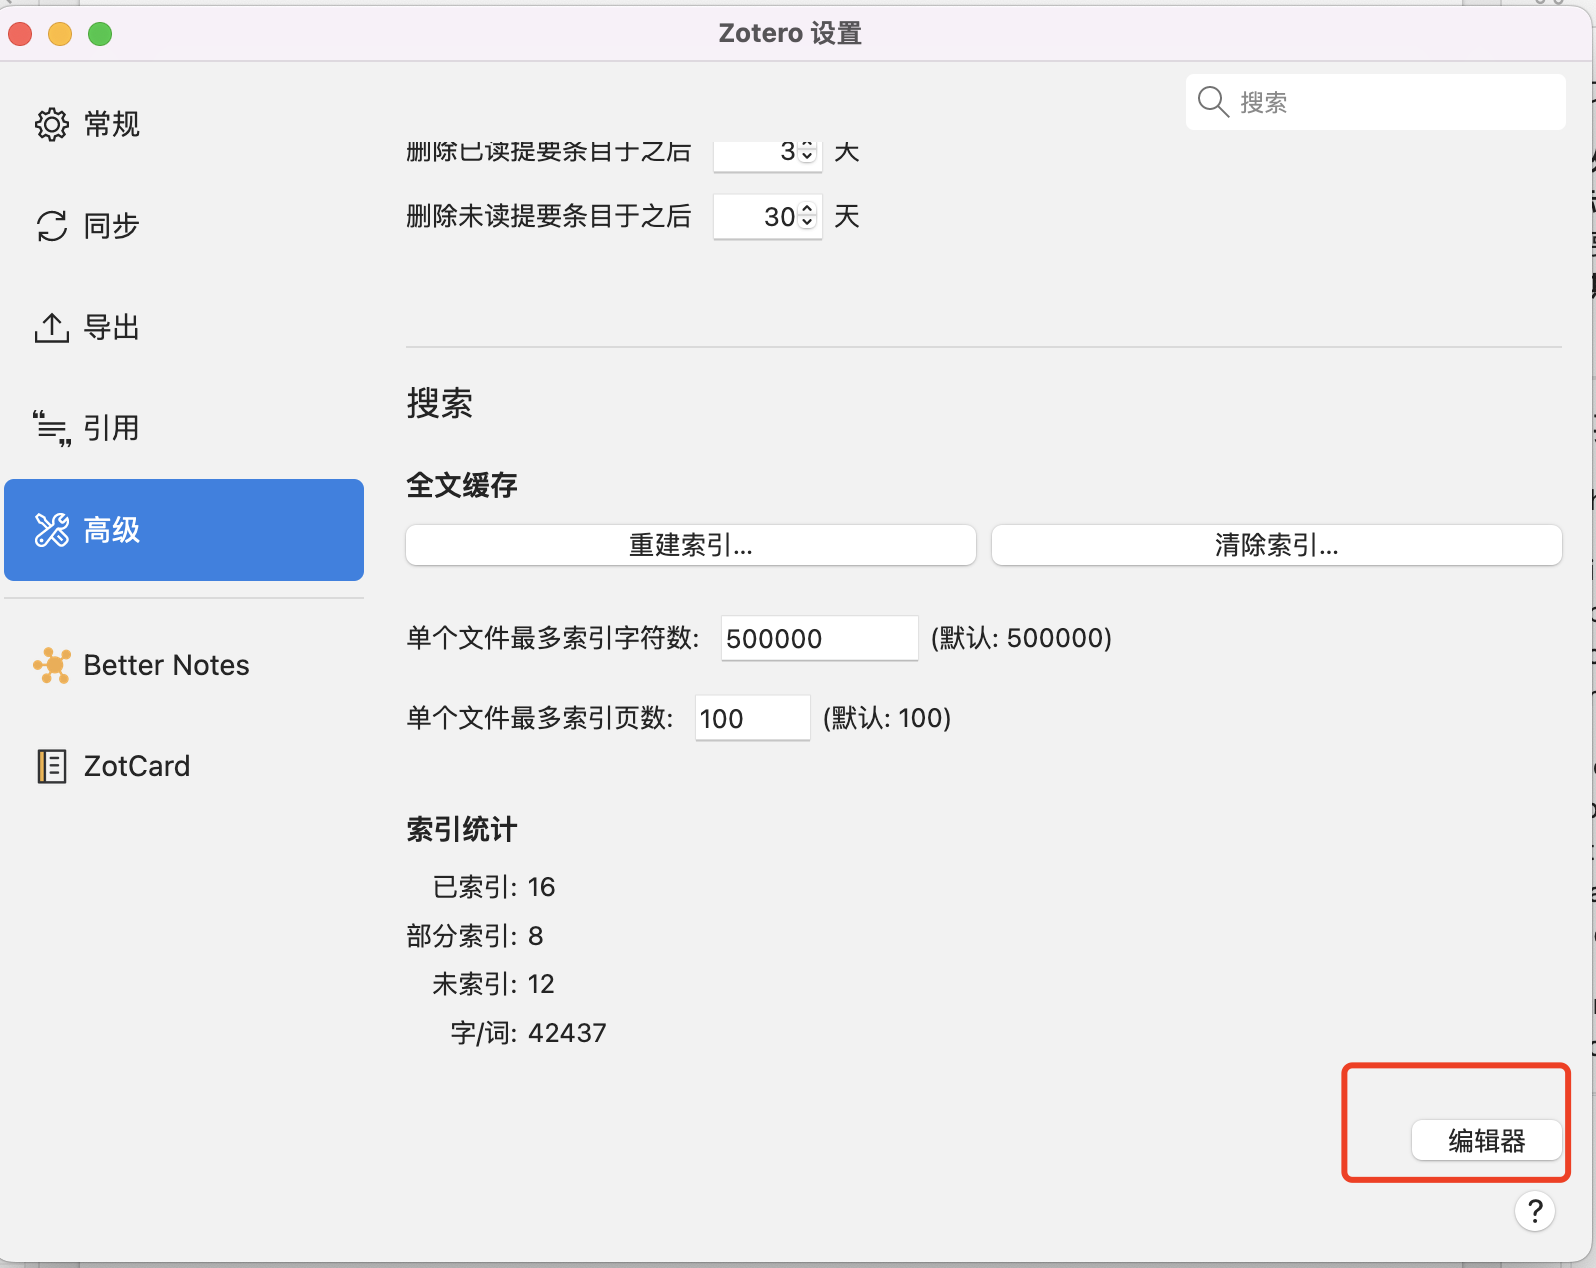 Zotero 设置
搜索
常规
同步
导出
引用
高级
Better Notes
ZotCard
删除已读提要条目于之后 3 天
删除未读提要条目于之后 30 天
搜索
全文缓存
重建索引... 清除索引...
单个文件最多索引字符数: 500000 (默认: 500000)
单个文件最多索引页数: 100 (默认: 100)
索引统计
已索引: 16
部分索引: 8
未索引: 12
字/词: 42437
编辑器
?